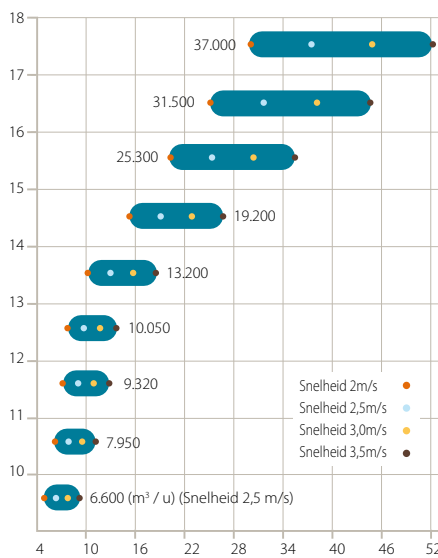 18
37.000
17
31.500
16
25.300
15
19.200
14
13.200
13
10.050
12
9.320
Snelheid 2m/s
Snelheid 2,5m/s
11
7.950
Snelheid 3,0m/s
Snelheid 3,5m/s
10
6.600 (m³ / u) (Snelheid 2,5 m/s)
4 10 16 22 28 34 40 46 52